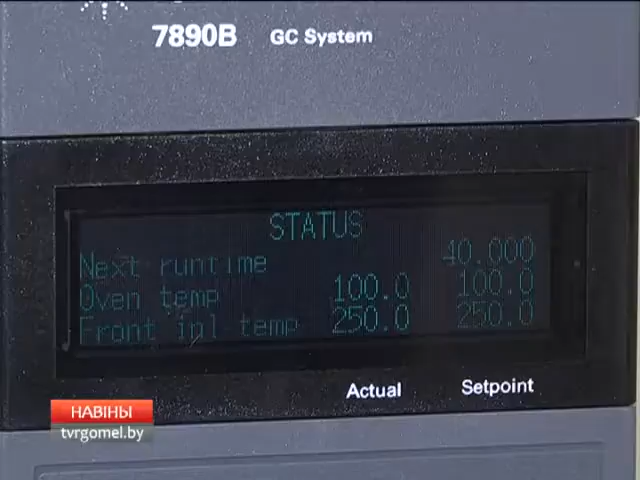 7890B GC System
STATUS
Next runtime 40.000
Oven temp 100.0 100.0
Front inl temp 250.0 250.0
Actual Setpoint
НАВІНЫ
tvrgomel.by